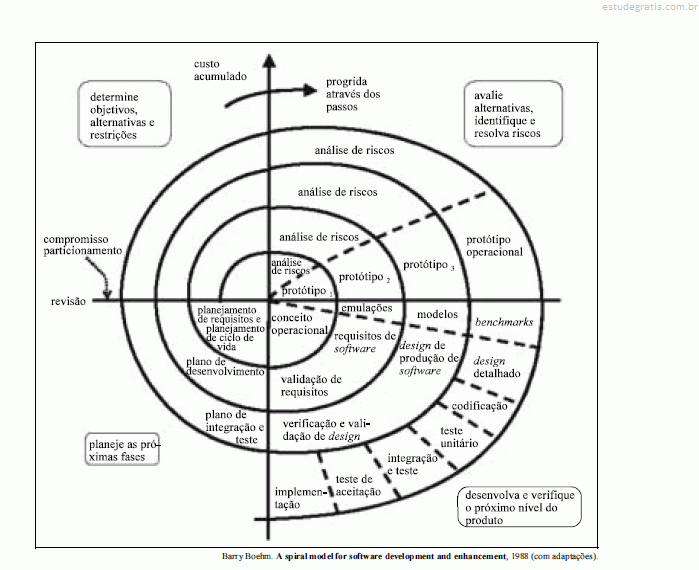 estudegratis.com.br
custo
acumulado
progrida
através dos
passos
determine
objetivos,
alternativas e
restrições
avalie
alternativas,
identifique e
resolva riscos
análise de riscos
análise de riscos
análise de riscos
análise
de riscos
compromisso
particionamento
revisão
protótipo 1
protótipo 2
protótipo 3
protótipo
operacional
emulações
modelos
benchmarks
planejamento
de requisitos e
planejamento
de ciclo de
vida
conceito
operacional
requisitos de
software
design de
produção de
software
design
detalhado
plano de
desenvolvimento
validação de
requisitos
codificação
plano de
integração e
teste
verificação e vali-
dação de design
teste
unitário
integração
e teste
teste de
aceitação
implemen-
tação
planeje as pró-
ximas fases
desenvolva e verifique
o próximo nível do
produto
Barry Boehm. A spiral model for software development and enhancement, 1988 (com adaptações).